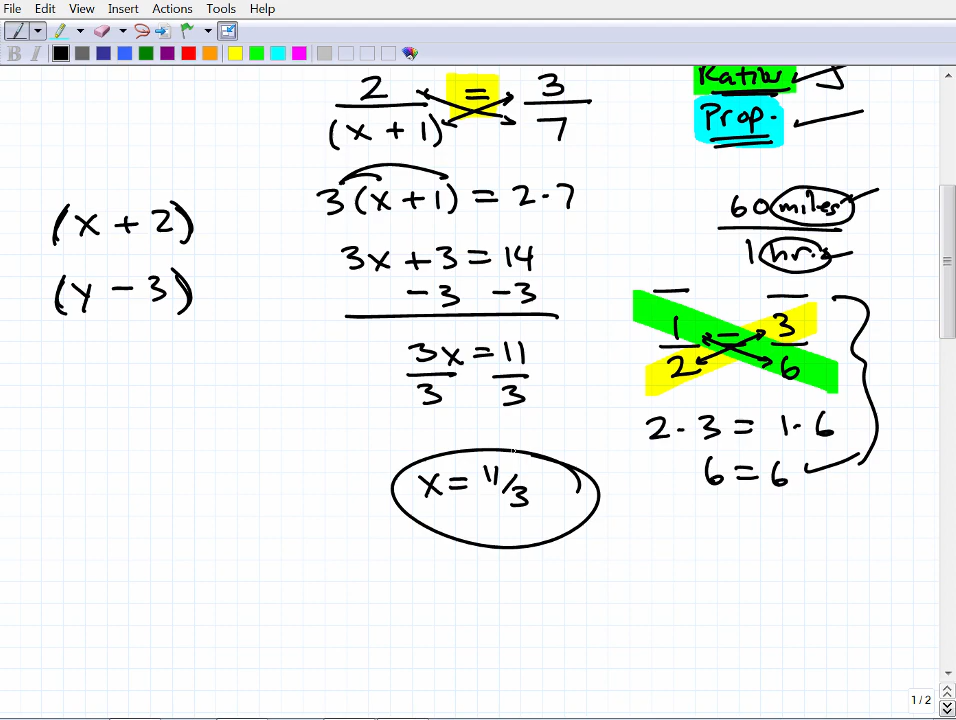 File Edit View Insert Actions Tools Help
B I
2/(x + 1) = 3/7
3(x + 1) = 2·7
3x + 3 = 14
-3 -3
3x = 11
3 3
x = 11/3
(x + 2)
(y - 3)
Ratio
Prop.
60 miles
1 hr.
1/2 = 3/6
2·3 = 1·6
6 = 6
1 / 2